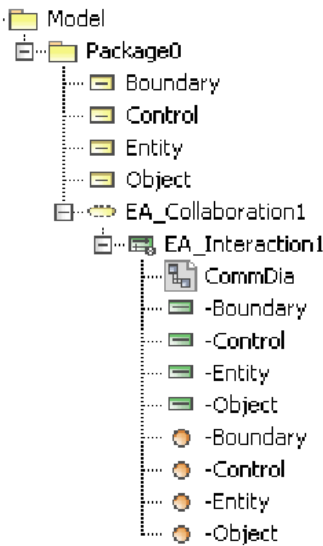 Model
Package0
Boundary
Control
Entity
Object
EA_Collaboration1
EA_Interaction1
CommDia
-Boundary
-Control
-Entity
-Object
-Boundary
-Control
-Entity
-Object